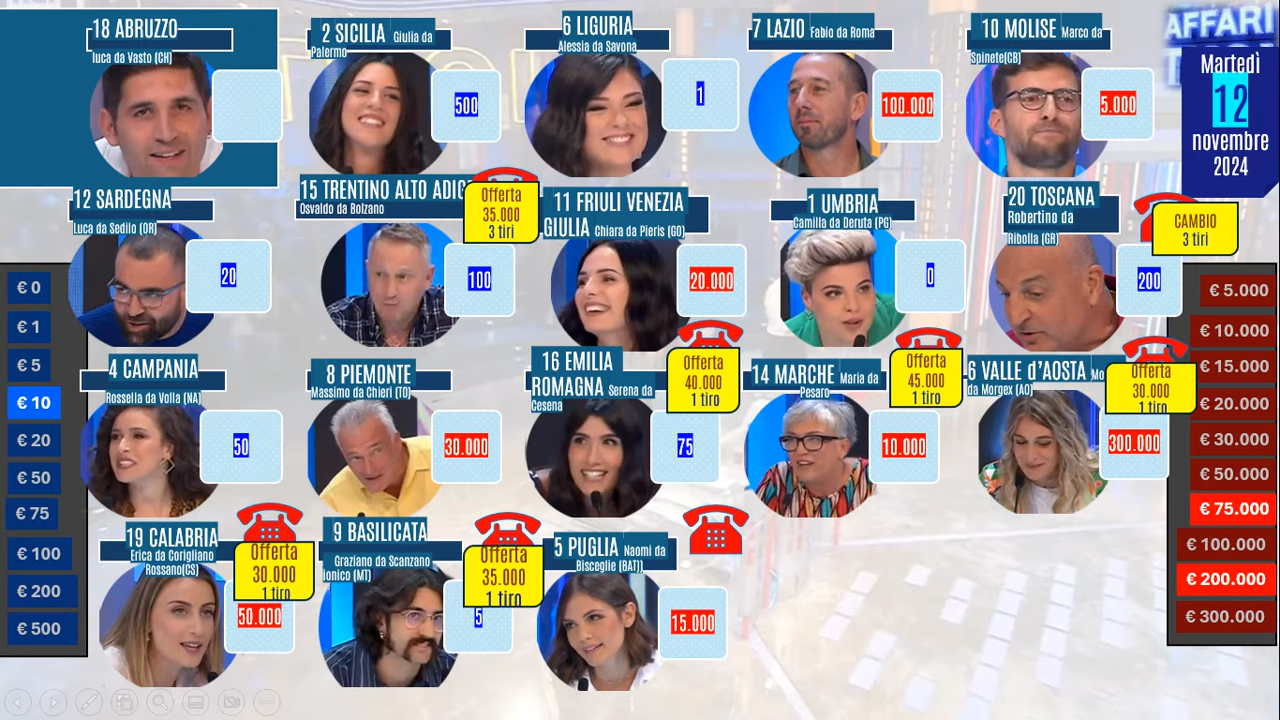 18 ABRUZZO
luca da Vasto (CH)
2 SICILIA Giulia da
Palermo
500
6 LIGURIA
Alessia da Savona
1
7 LAZIO Fabio da Roma
100.000
10 MOLISE Marco da
Spinete(CB)
5.000
AFFARI
Martedì
12
novembre
2024
12 SARDEGNA
Luca da Sedilo (OR)
20
15 TRENTINO ALTO ADIG
Osvaldo da Bolzano
100
Offerta
35.000
3 tiri
11 FRIULI VENEZIA
GIULIA Chiara da Pieris (GO)
20.000
1 UMBRIA
Camilla da Deruta (PG)
0
20 TOSCANA
Robertino da
Ribolla (GR)
200
CAMBIO
3 tiri
4 CAMPANIA
Rossella da Volla (NA)
50
8 PIEMONTE
Massimo da Chieri (TO)
30.000
16 EMILIA
ROMAGNA Serena da
Cesena
75
Offerta
40.000
1 tiro
14 MARCHE Maria da
Pesaro
10.000
Offerta
45.000
1 tiro
6 VALLE d'AOSTA Mo
da Morgex (AO)
300.000
Offerta
30.000
1 tiro
19 CALABRIA
Erica da Corigliano
Rossano(CS)
50.000
Offerta
30.000
1 tiro
9 BASILICATA
Graziano da Scanzano
Ionico (MT)
5
Offerta
35.000
1 tiro
5 PUGLIA Naomi da
Bisceglie (BAT))
15.000
€ 0
€ 1
€ 5
€ 10
€ 20
€ 50
€ 75
€ 100
€ 200
€ 500
€ 5.000
€ 10.000
€ 15.000
€ 20.000
€ 30.000
€ 50.000
€ 75.000
€ 100.000
€ 200.000
€ 300.000